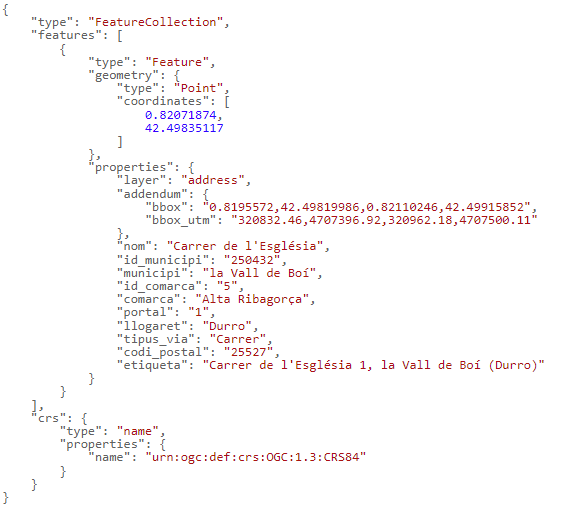 {
    "type": "FeatureCollection",
    "features": [
        {
            "type": "Feature",
            "geometry": {
                "type": "Point",
                "coordinates": [
                    0.82071874,
                    42.49835117
                ]
            },
            "properties": {
                "layer": "address",
                "addendum": {
                    "bbox": "0.8195572,42.49819986,0.82110246,42.49915852",
                    "bbox_utm": "320832.46,4707396.92,320962.18,4707500.11"
                },
                "nom": "Carrer de l'Església",
                "id_municipi": "250432",
                "municipi": "la Vall de Boí",
                "id_comarca": "5",
                "comarca": "Alta Ribagorça",
                "portal": "1",
                "llogaret": "Durro",
                "tipus_via": "Carrer",
                "codi_postal": "25527",
                "etiqueta": "Carrer de l'Església 1, la Vall de Boí (Durro)"
            }
        }
    ],
    "crs": {
        "type": "name",
        "properties": {
            "name": "urn:ogc:def:crs:OGC:1.3:CRS84"
        }
    }
}